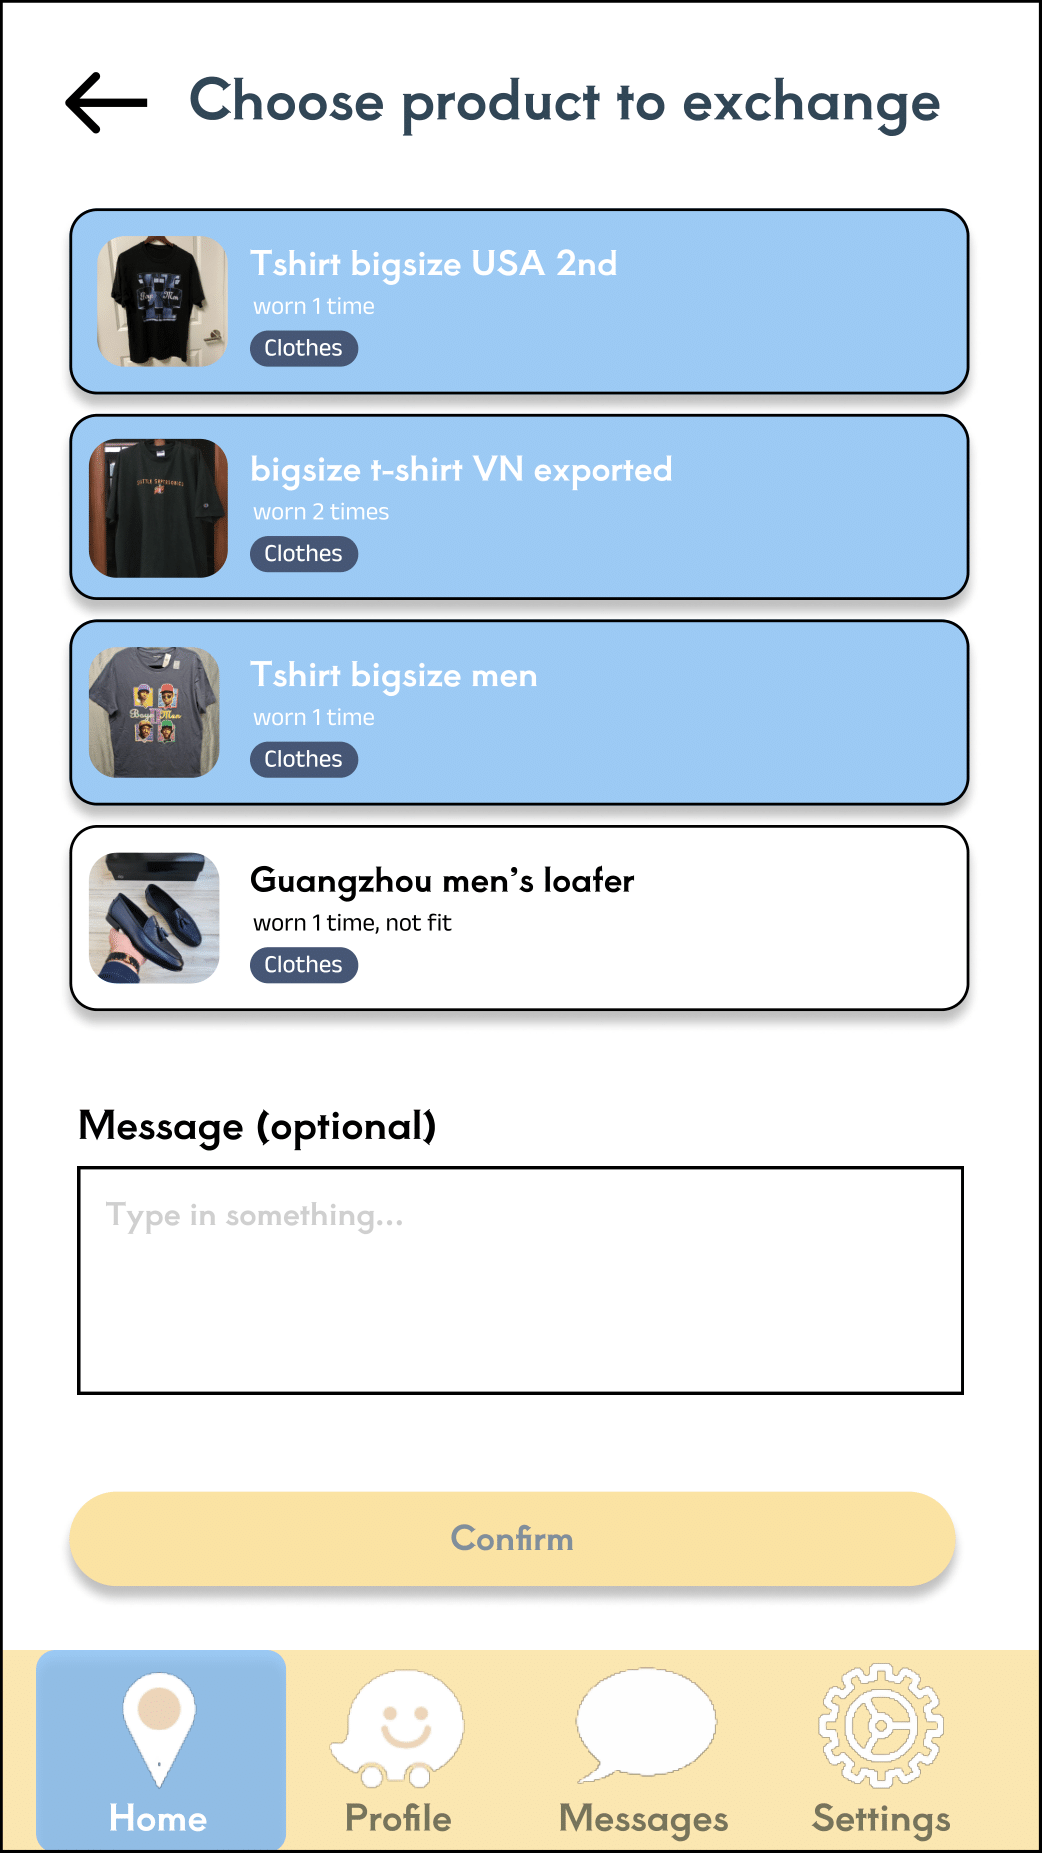 Choose product to exchange
Tshirt bigsize USA 2nd
worn 1 time
Clothes
bigsize t-shirt VN exported
worn 2 times
Clothes
Tshirt bigsize men
worn 1 time
Clothes
Guangzhou men’s loafer
worn 1 time, not fit
Clothes
Message (optional)
Type in something...
Confirm
Home
Profile
Messages
Settings